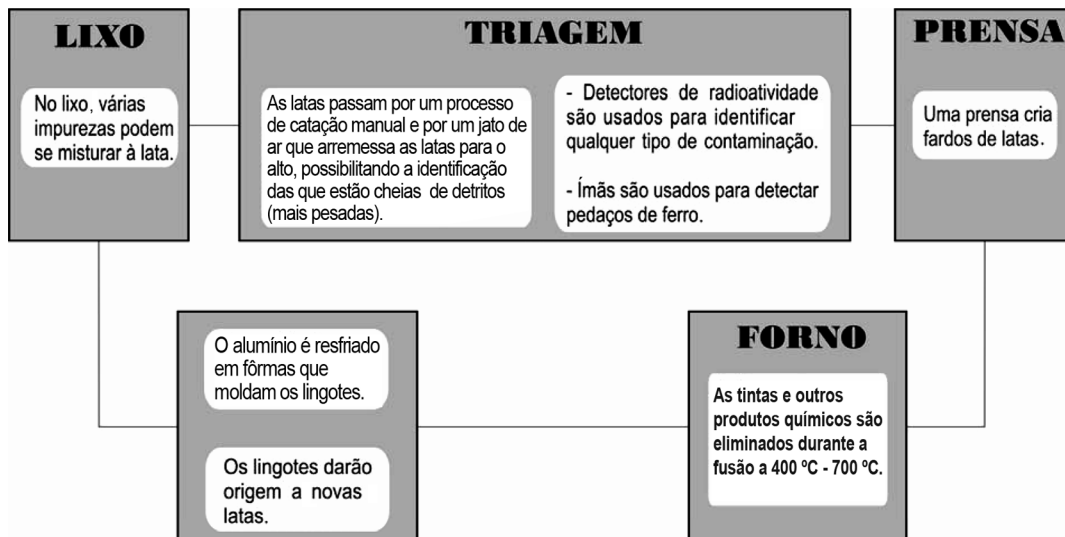 LIXO
No lixo, várias
impurezas podem
se misturar à lata.
TRIAGEM
As latas passam por um processo
de catação manual e por um jato de
ar que arremessa as latas para o
alto, possibilitando a identificação
das que estão cheias de detritos
(mais pesadas).
- Detectores de radioatividade
são usados para identificar
qualquer tipo de contaminação.
- Ímãs são usados para detectar
pedaços de ferro.
PRENSA
Uma prensa cria
fardos de latas.
FORNO
As tintas e outros
produtos químicos são
eliminados durante a
fusão a 400 ºC - 700 ºC.
O alumínio é resfriado
em fôrmas que
moldam os lingotes.
Os lingotes darão
origem a novas
latas.